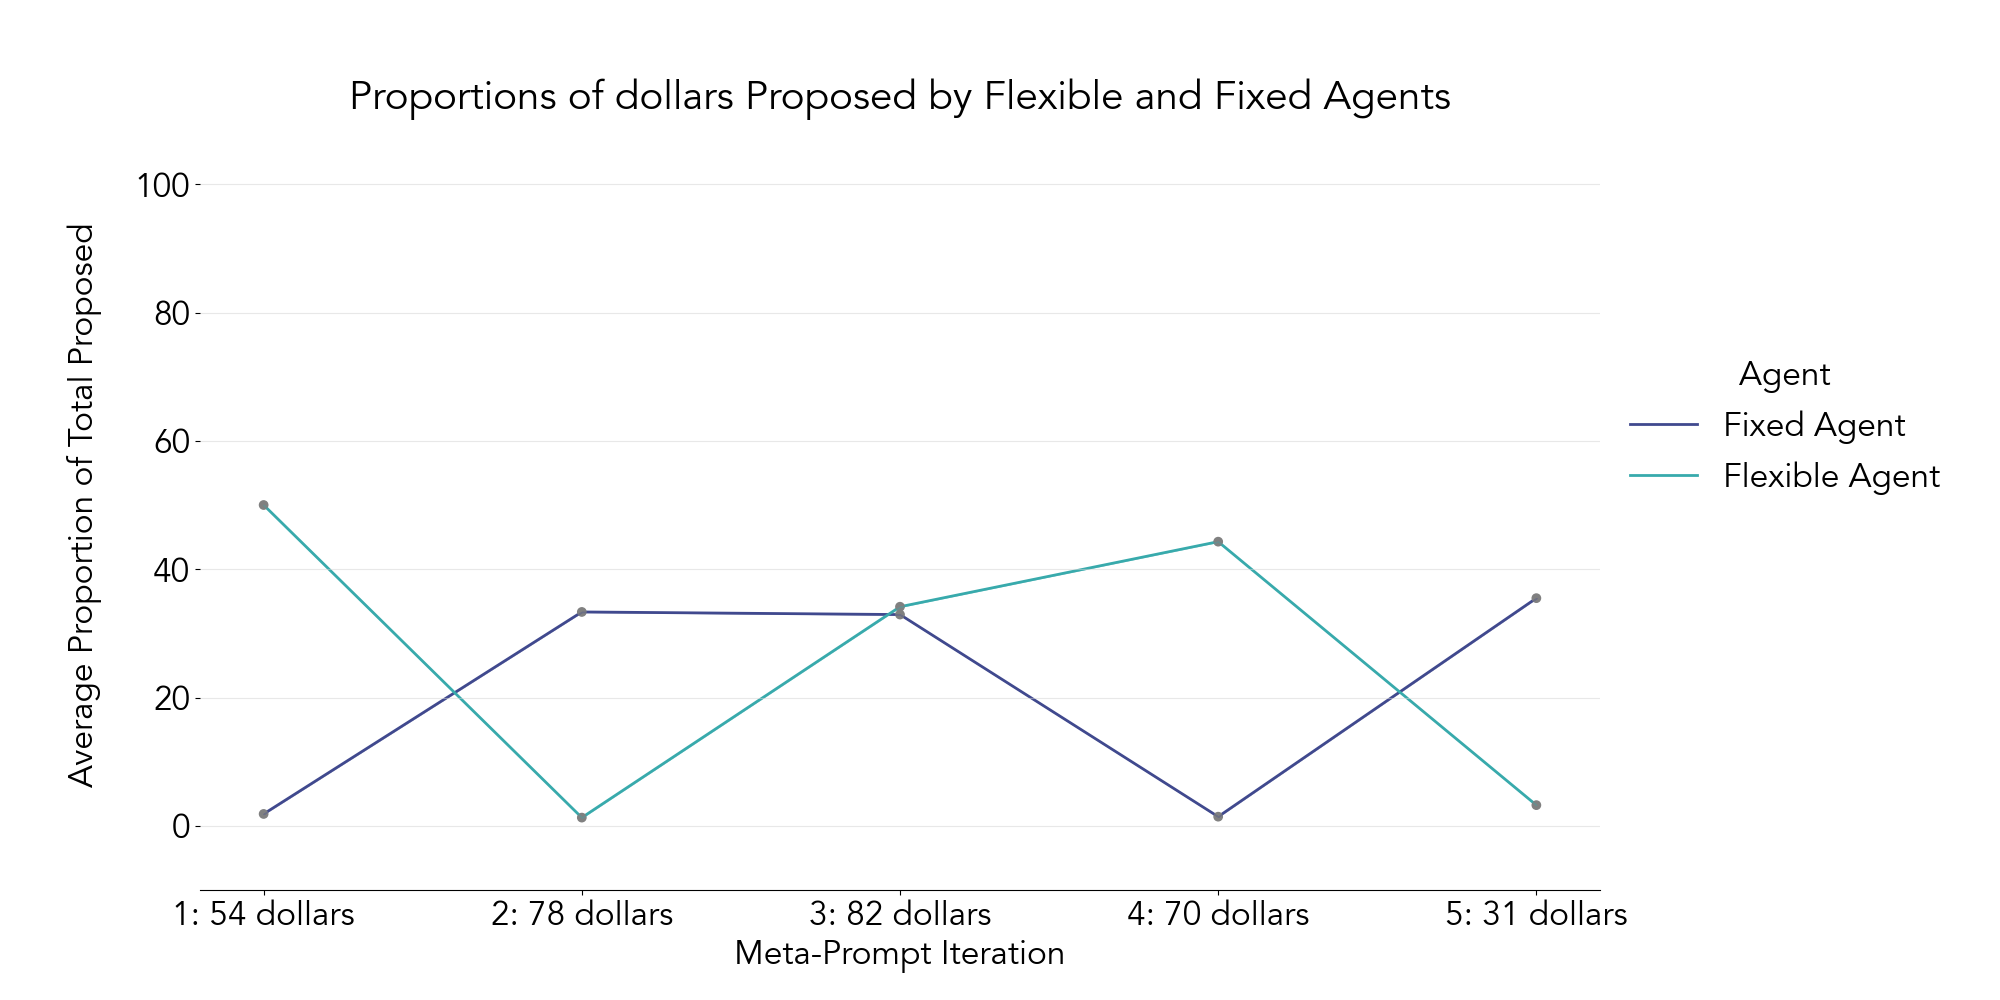 Proportions of dollars Proposed by Flexible and Fixed Agents
Average Proportion of Total Proposed
100
80
60
40
20
0
1: 54 dollars
2: 78 dollars
3: 82 dollars
4: 70 dollars
5: 31 dollars
Meta-Prompt Iteration
Agent
Fixed Agent
Flexible Agent